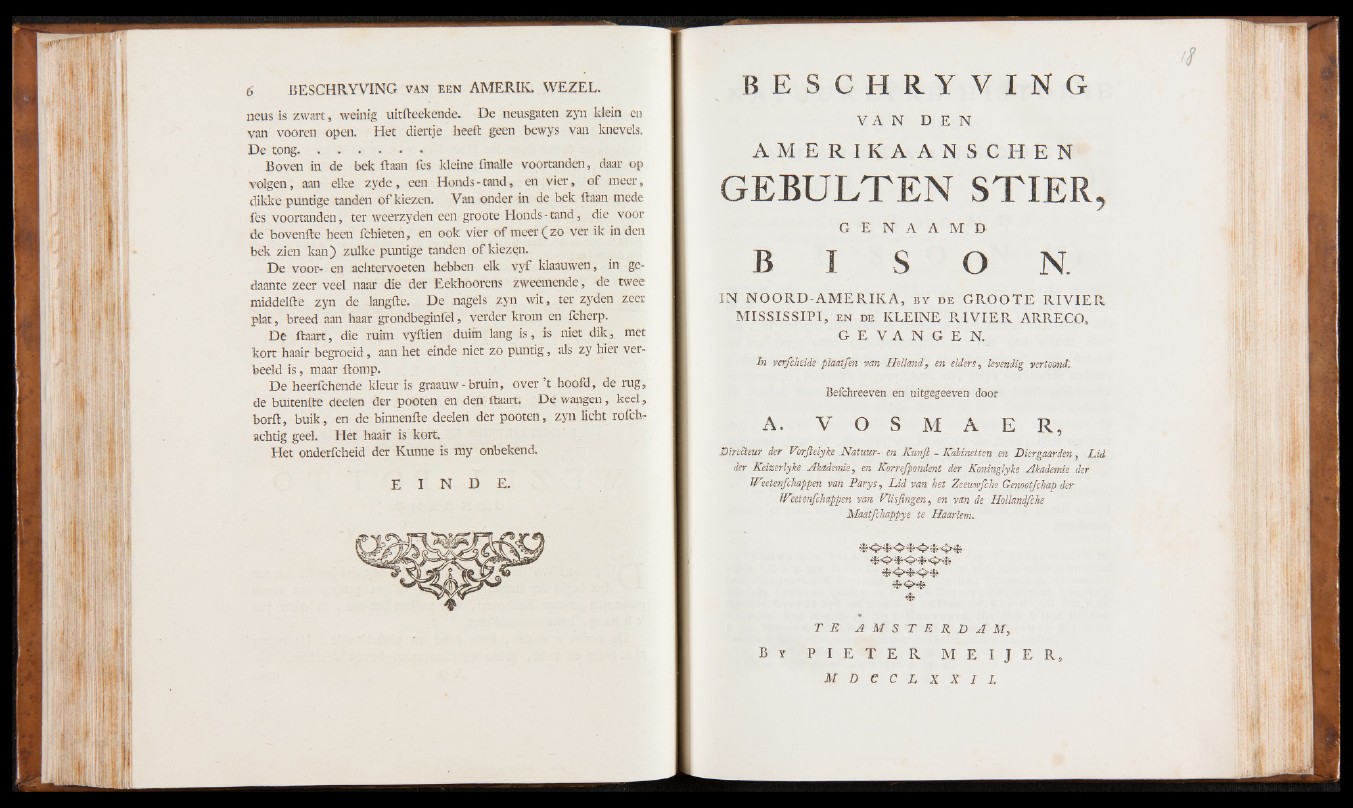 6 BESCHRYVING VAN EEN AMERIK. WEZEL.
neus is zwart, weinig uitſteekende. De neusgaten zyn klein en
van vooren open. Het diertje heeft geen bewys van knevels.
De tong. . . . . . .
Boven in de bek ſtaan ſes kleine ſmalle voortanden, daar op
volgen, aan elke zyde, een Honds-tand, en vier, of meer,
dikke puntige tanden of kiezen. Van onder in de bek ſtaan mede
ſes voortanden, ter weerzyden een groote Honds-tand, die voor
de bovenſte heen ſchieten, en ook vier of meer (zo ver ik in den
bek zien kan) zulke puntige tanden of kiezen.
De voor- en achtervoeten hebben elk vyf klaauwen, in ge-
daante zeer veel naar die der Eekhoorens zweemende, de twee
middelſte zyn de langſte. De nagels zyn wit, ter zyden zeer
plat, breed aan haar grondbeginſel, verder krom en ſcherp.
De ſtaart, die ruim vyftien duim lang is, is niet dik, met
kort haair begroeid, aan het einde niet zo puntig, als zy hier ver-
beeld is, maar ſtomp.
De heerſchende kleur is graauw-bruin, over 't hoofd, de rug,
de buitenſte deelen der pooten en den ſtaart. De wangen, keel,
borſt, buik, en de binnenſte deelen der pooten, zyn licht roſch-
achtig geel. Het haair is kort.
Het onderſcheid der Kunne is my onbekend.
EINDE.
18
BESCHRYVING
VAN DEN
AMERIKAANSCHEN
GEBULTEN STIER,
GENAAMD
BISON.
IN NOORD-AMERIKA, BY DE GROOTE RIVIER
MISSISSIPI, EN DE KLEINE RIVIER ARRECO,
GEVANGEN.
In verſcheide plaatſen van Holland, en elders, levendig vertoond.
Beſchreeven en uitgegeeven door
A. VOSMAER,
Directeur der Vorſtelyke Natuur- en Kunſt-Kabinetten en Diergaarden, Lid
der Keizerlyke Akademie, en Korreſpondent der Koninglyke Akademie der
Weetenſchappen van Parys, Lid van het Zeeuwſche Genootſchap der
Weetenſchappen van Vlisſingen, en van de Hollandſche
Maatſchappye te Haarlem.
TE AMSTERDAM,
By PIETER MEIJER,
MDCCLXXII.